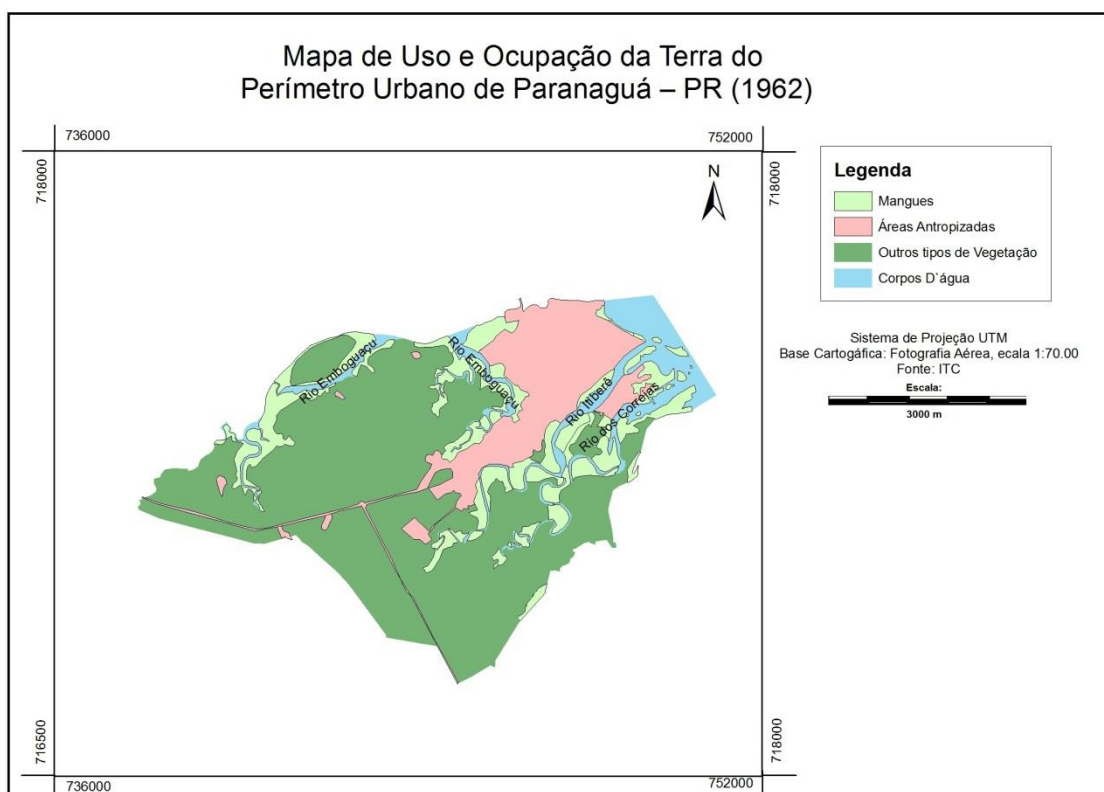 Mapa de Uso e Ocupação da Terra do
Perímetro Urbano de Paranaguá – PR (1962)
736000
752000
718000
718000
N
Legenda
Mangues
Áreas Antropizadas
Outros tipos de Vegetação
Corpos D`água
Sistema de Projeção UTM
Base Cartogáfica: Fotografia Aérea, ecala 1:70.00
Fonte: ITC
Escala:
3000 m
Rio Emboguaçu
Rio Emboguaçu
Rio Itiberê
Rio dos Correias
716500
718000
736000
752000